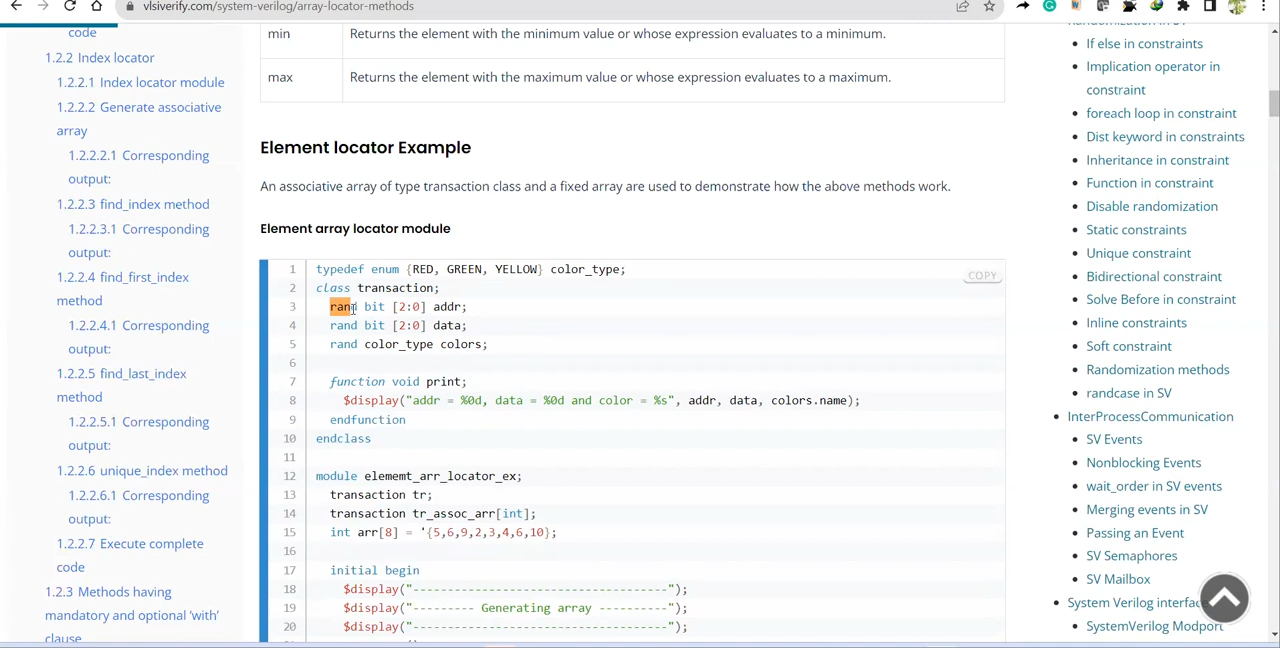 vlsiverify.com/system-verilog/array-locator-methods
code
1.2.2 Index locator
1.2.2.1 Index locator module
1.2.2.2 Generate associative
array
1.2.2.2.1 Corresponding
output:
1.2.2.3 find_index method
1.2.2.3.1 Corresponding
output:
1.2.2.4 find_first_index
method
1.2.2.4.1 Corresponding
output:
1.2.2.5 find_last_index
method
1.2.2.5.1 Corresponding
output:
1.2.2.6 unique_index method
1.2.2.6.1 Corresponding
output:
1.2.2.7 Execute complete
code
1.2.3 Methods having
mandatory and optional ‘with’
clause
min Returns the element with the minimum value or whose expression evaluates to a minimum.
max Returns the element with the maximum value or whose expression evaluates to a maximum.
Element locator Example
An associative array of type transaction class and a fixed array are used to demonstrate how the above methods work.
Element array locator module
COPY
1 typedef enum {RED, GREEN, YELLOW} color_type;
2 class transaction;
3 rand bit [2:0] addr;
4 rand bit [2:0] data;
5 rand color_type colors;
6
7 function void print;
8 $display("addr = %0d, data = %0d and color = %s", addr, data, colors.name);
9 endfunction
10 endclass
11
12 module elememt_arr_locator_ex;
13 transaction tr;
14 transaction tr_assoc_arr[int];
15 int arr[8] = '{5,6,9,2,3,4,6,10};
16
17 initial begin
18 $display("-------------------------------------");
19 $display("--------- Generating array ----------");
20 $display("-------------------------------------");
Randomization in SV
If else in constraints
Implication operator in
constraint
foreach loop in constraint
Dist keyword in constraints
Inheritance in constraint
Function in constraint
Disable randomization
Static constraints
Unique constraint
Bidirectional constraint
Solve Before in constraint
Inline constraints
Soft constraint
Randomization methods
randcase in SV
InterProcessCommunication
SV Events
Nonblocking Events
wait_order in SV events
Merging events in SV
Passing an Event
SV Semaphores
SV Mailbox
System Verilog interfac
SystemVerilog Modport